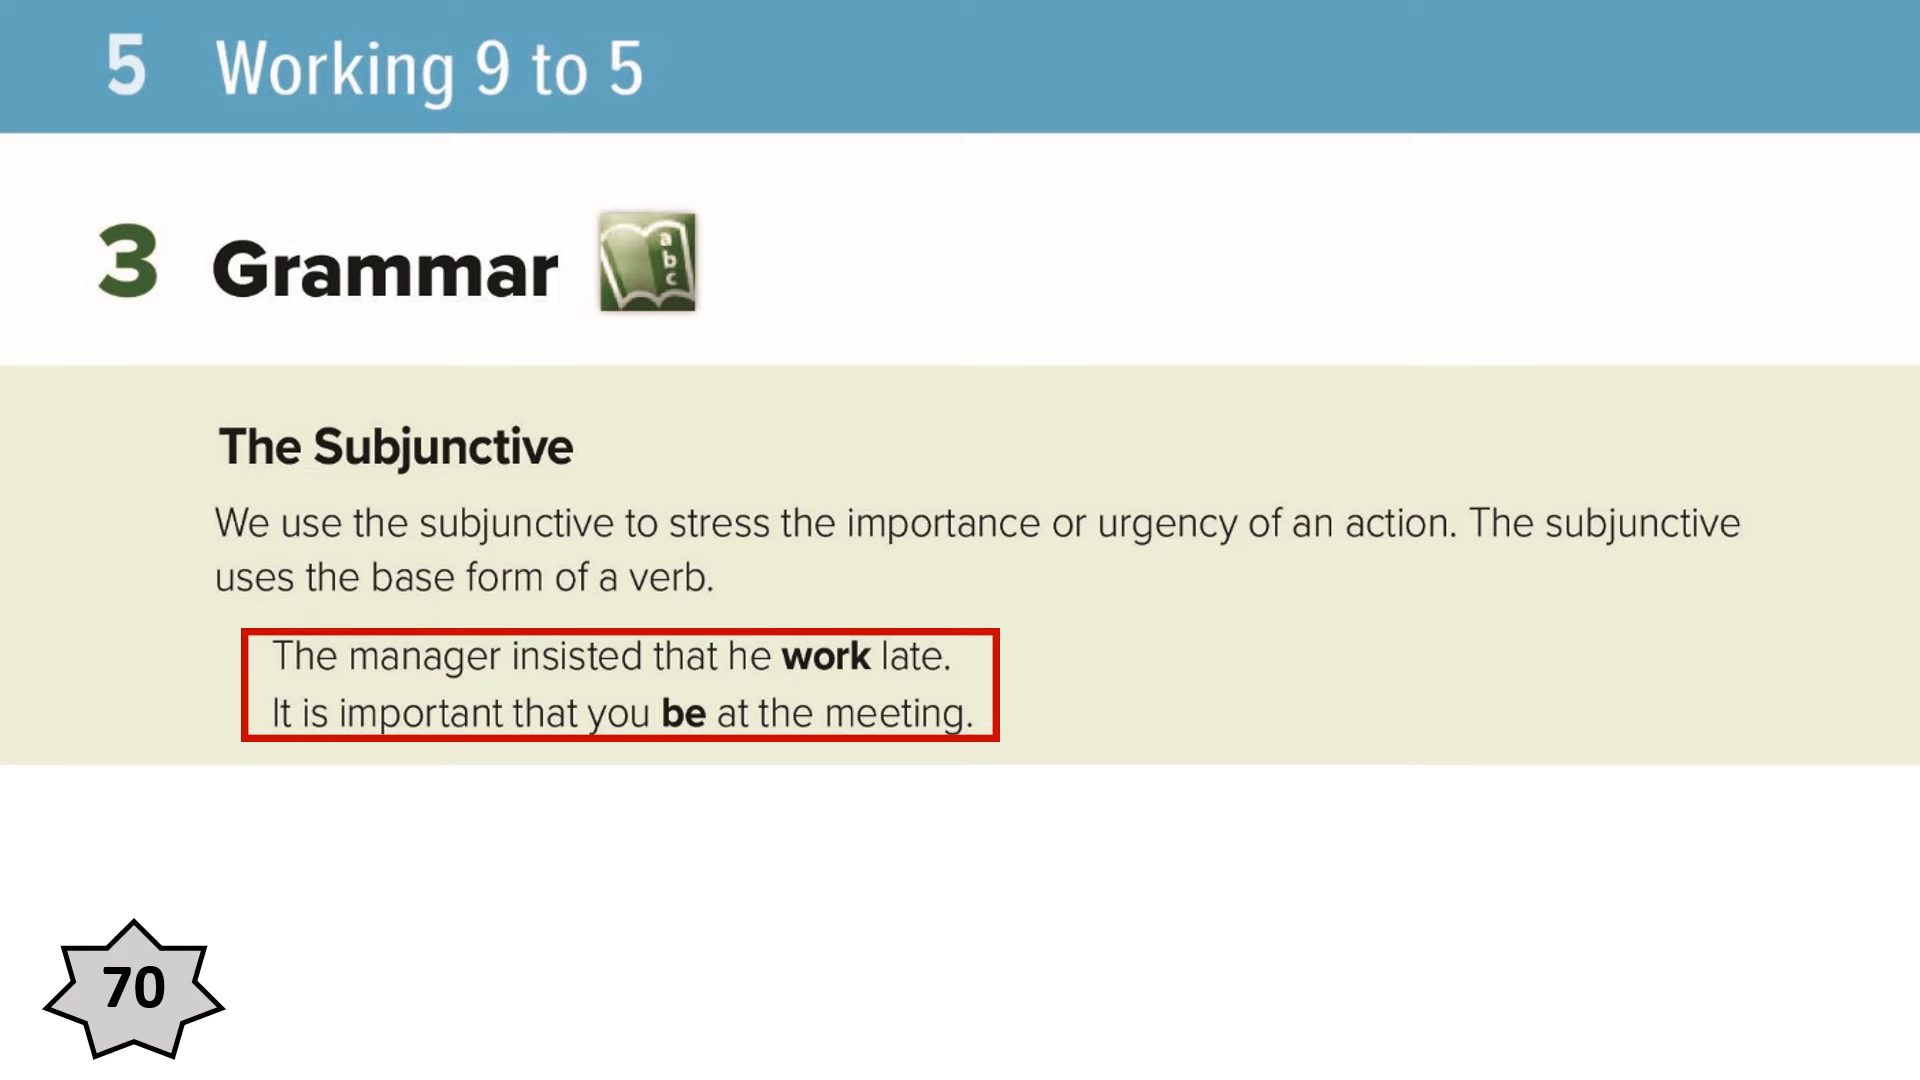 5 Working 9 to 5
3 Grammar
a
b
c
The Subjunctive
We use the subjunctive to stress the importance or urgency of an action. The subjunctive
uses the base form of a verb.
The manager insisted that he work late.
It is important that you be at the meeting.
70